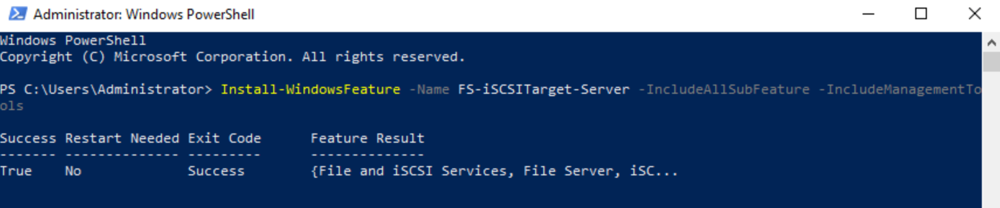 Administrator: Windows PowerShell
Windows PowerShell
Copyright (C) Microsoft Corporation. All rights reserved.
PS C:\Users\Administrator> Install-WindowsFeature -Name FS-iSCSITarget-Server -IncludeAllSubFeature -IncludeManagementTo
ols
Success Restart Needed Exit Code      Feature Result
------- -------------- ---------      --------------
True    No             Success        {File and iSCSI Services, File Server, iSC...